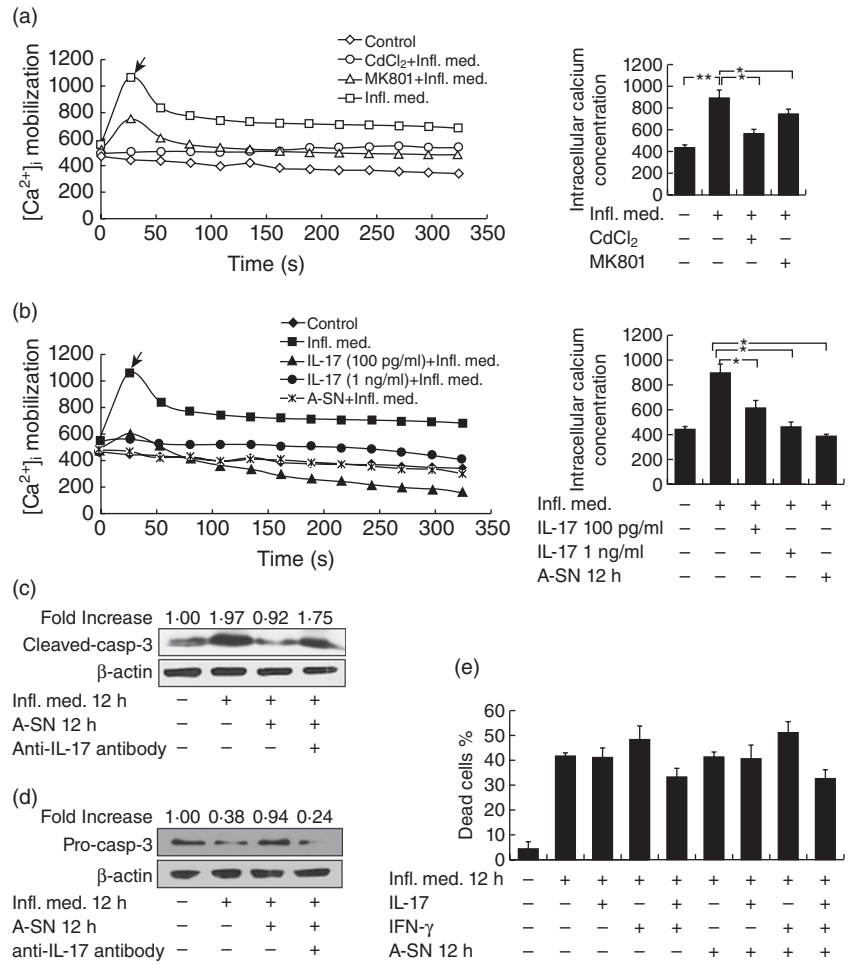 (a)
[Ca2+]i mobilization
1200
1000
800
600
400
200
0
0 50 100 150 200 250 300 350
Time (s)
Control
CdCl2+Infl. med.
MK801+Infl. med.
Infl. med.
Intracellular calcium
concentration
1200
1000
800
600
400
200
0
** * *
Infl. med. – + + +
CdCl2 – – + –
MK801 – – – +
(b)
[Ca2+]i mobilization
1200
1000
800
600
400
200
0
0 50 100 150 200 250 300 350
Time (s)
Control
Infl. med.
IL-17 (100 pg/ml)+Infl. med.
IL-17 (1 ng/ml)+Infl. med.
A-SN+Infl. med.
Intracellular calcium
concentration
1200
1000
800
600
400
200
0
*
*
*
Infl. med. – + + + +
IL-17 100 pg/ml – – + – –
IL-17 1 ng/ml – – – + –
A-SN 12 h – – – – +
(c)
Fold Increase 1·00 1·97 0·92 1·75
Cleaved-casp-3
β-actin
Infl. med. 12 h – + + +
A-SN 12 h – – + +
Anti-IL-17 antibody – – – +
(d)
Fold Increase 1·00 0·38 0·94 0·24
Pro-casp-3
β-actin
Infl. med. 12 h – + + +
A-SN 12 h – – + +
anti-IL-17 antibody – – – +
(e)
Dead cells %
60
50
40
30
20
10
0
Infl. med. 12 h – + + + + + + + +
IL-17 – – + – + – + – +
IFN-γ – – – + + – – + +
A-SN 12 h – – – – – + + + +